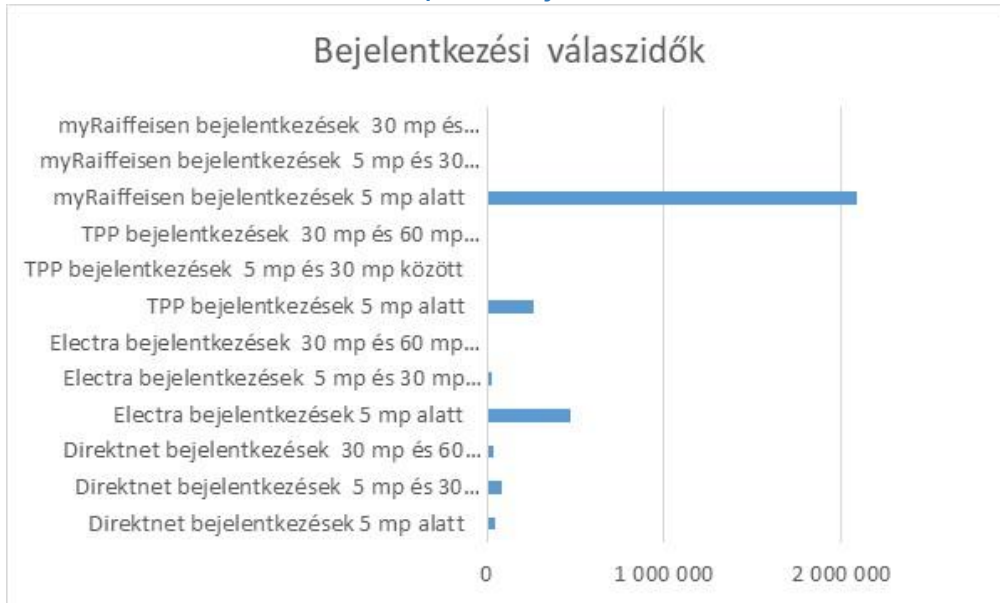 Bejelentkezési válaszidők
myRaiffeisen bejelentkezések 30 mp és...
myRaiffeisen bejelentkezések 5 mp és 30...
myRaiffeisen bejelentkezések 5 mp alatt
TPP bejelentkezések 30 mp és 60 mp...
TPP bejelentkezések 5 mp és 30 mp között
TPP bejelentkezések 5 mp alatt
Electra bejelentkezések 30 mp és 60 mp...
Electra bejelentkezések 5 mp és 30 mp...
Electra bejelentkezések 5 mp alatt
Direktnet bejelentkezések 30 mp és 60...
Direktnet bejelentkezések 5 mp és 30...
Direktnet bejelentkezések 5 mp alatt
0 1 000 000 2 000 000